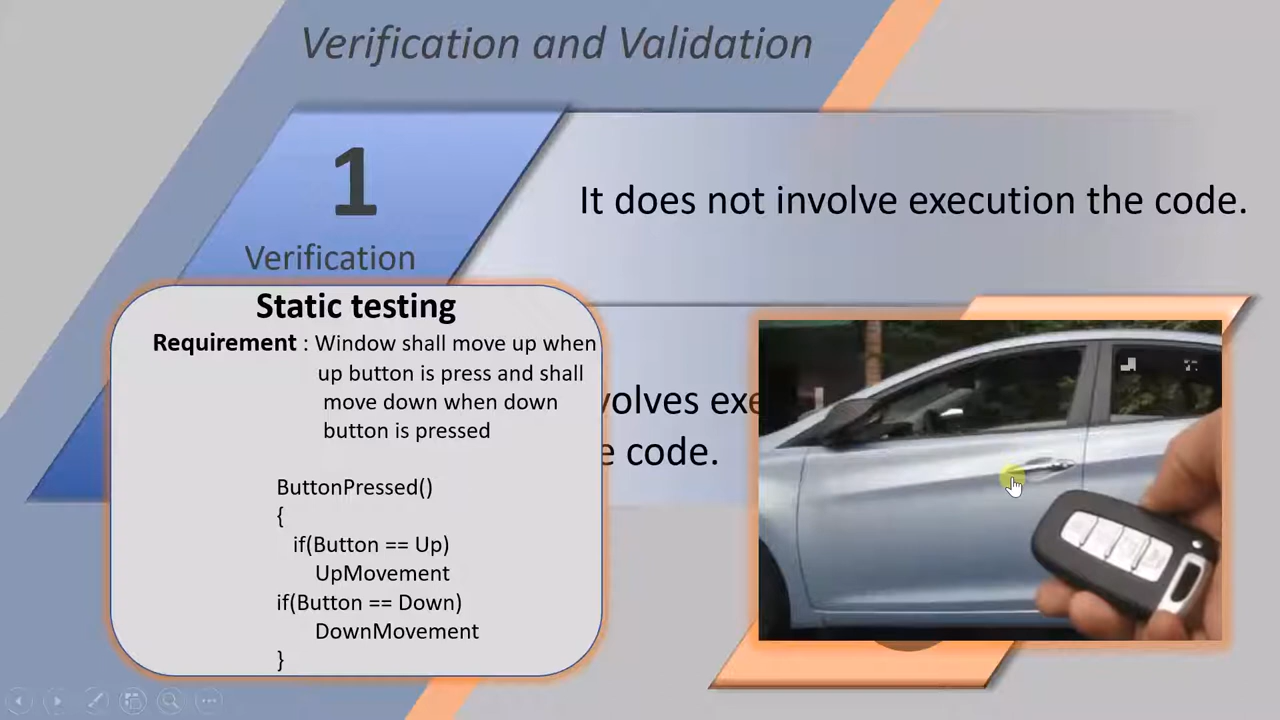 Verification and Validation
1
Verification
It does not involve execution the code.
Static testing
Requirement : Window shall move up when
up button is press and shall
move down when down
button is pressed
ButtonPressed()
{
if(Button == Up)
UpMovement
if(Button == Down)
DownMovement
}
code.